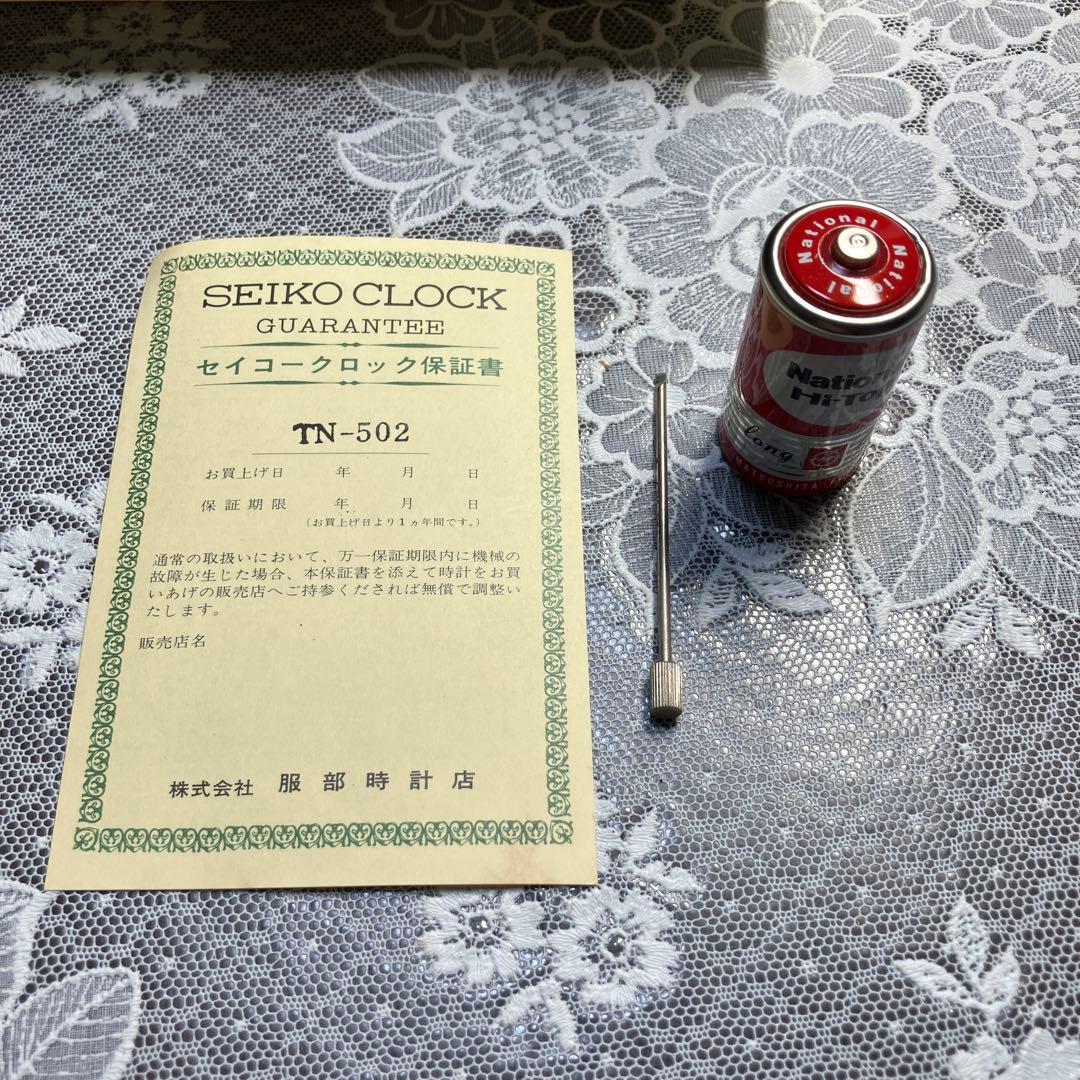 SEIKO CLOCK
GUARANTEE
セイコークロック保証書
TN-502
お買上げ日 年 月 日
保証期限 年 月 日
(お買上げ日より1ヵ年間です。)
通常の取扱いにおいて、万一保証期限内に機械の
故障が生じた場合、本保証書を添えて時計をお買
いあげの販売店へご持参くだされば無償で調整い
たします。
販売店名
株式会社 服部時計店
National National
Hi-To
long
MATSUSHITA